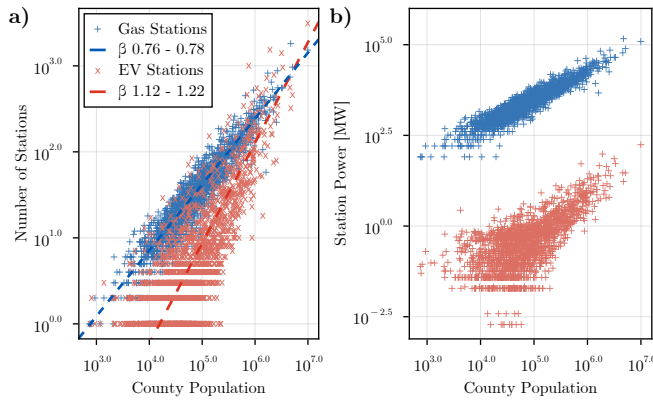 a)
Gas Stations
β 0.76 - 0.78
EV Stations
β 1.12 - 1.22
Number of Stations
10^3.0
10^2.0
10^1.0
10^0.0
10^3.0 10^4.0 10^5.0 10^6.0 10^7.0
County Population
b)
Station Power [MW]
10^5.0
10^2.5
10^0.0
10^−2.5
10^3.0 10^4.0 10^5.0 10^6.0 10^7.0
County Population